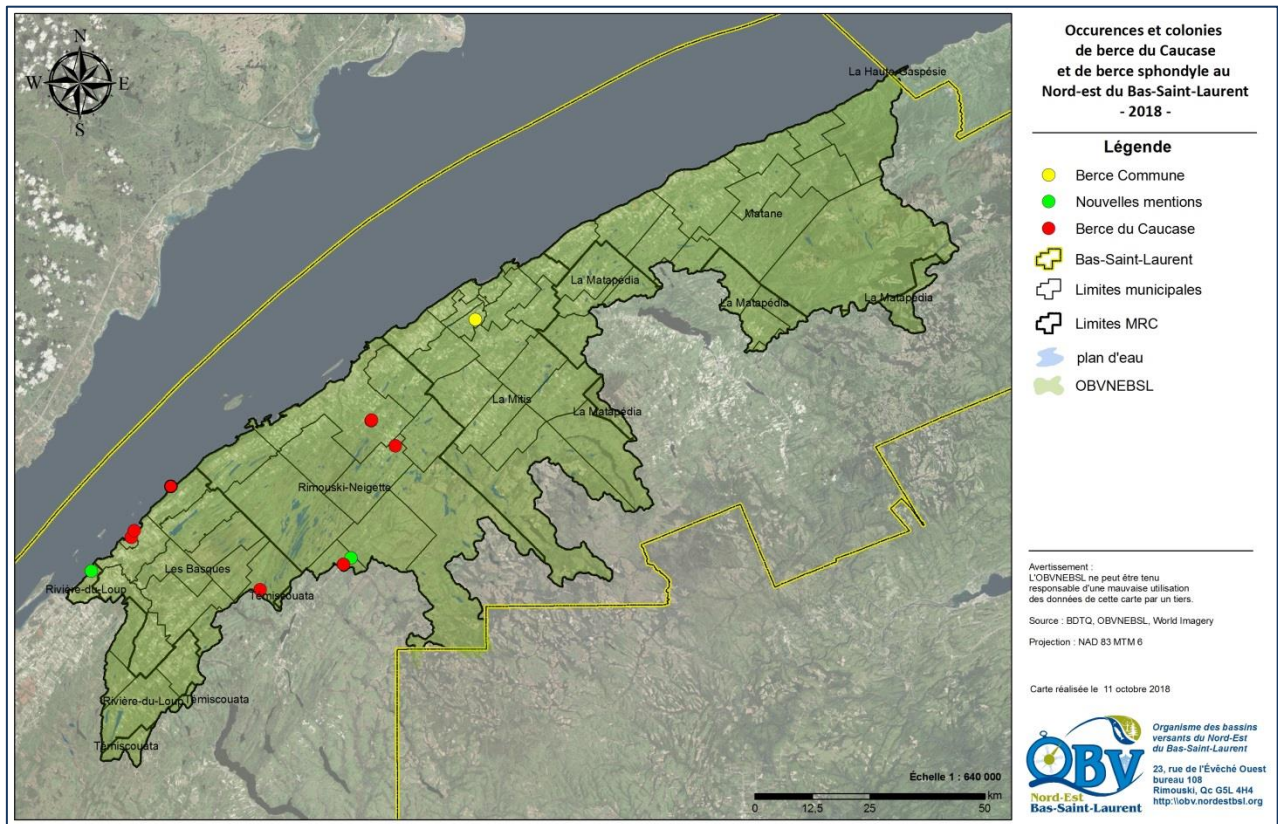 Occurences et colonies
de berce du Caucase
et de berce sphondyle au
Nord-est du Bas-Saint-Laurent
- 2018 -
Légende
Berce Commune
Nouvelles mentions
Berce du Caucase
Bas-Saint-Laurent
Limites municipales
Limites MRC
plan d'eau
OBVNEBSL
Avertissement :
L'OBVNEBSL ne peut être tenu
responsable d'une mauvaise utilisation
des données de cette carte par un tiers.
Source : BDTQ, OBVNEBSL, World Imagery
Projection : NAD 83 MTM 6
Carte réalisée le 11 octobre 2018
OBV
Nord-Est
Bas-Saint-Laurent
Organisme des bassins
versants du Nord-Est
du Bas-Saint-Laurent
23, rue de l'Évêché Ouest
bureau 108
Rimouski, Qc G5L 4H4
http:\\obv.nordestbsl.org
N
W E
S
La Haute-Gaspésie
Matane
La Matapédia
La Matapédia
La Matapédia
La Mitis
La Matapédia
Rimouski-Neigette
Les Basques
Rivière-du-Loup
Témiscouata
Rivière-du-Loup
Témiscouata
Témiscouata
Échelle 1 : 640 000
km
0 12,5 25 50